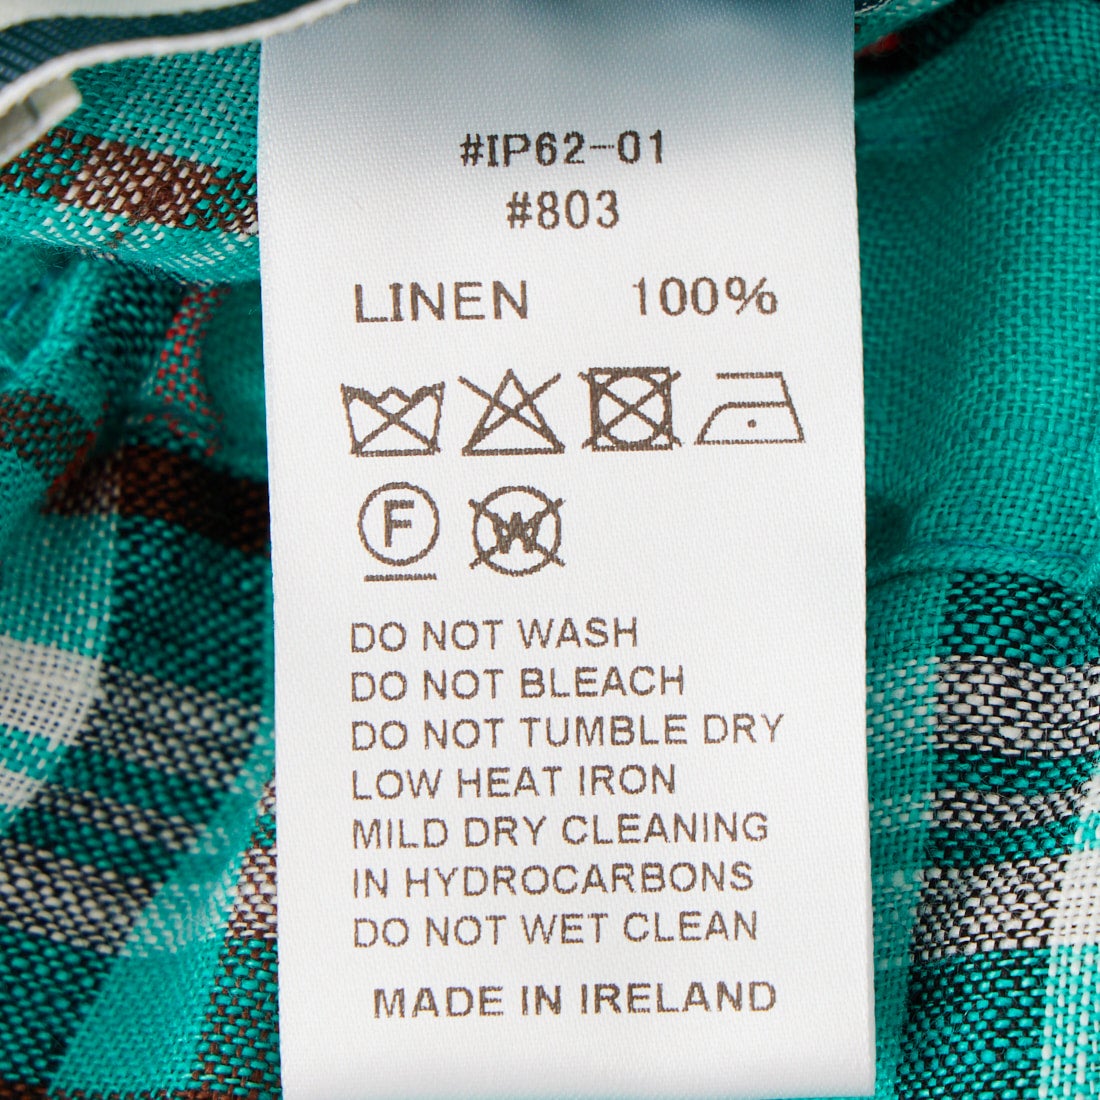 #IP62-01
#803
LINEN 100%
F W
DO NOT WASH
DO NOT BLEACH
DO NOT TUMBLE DRY
LOW HEAT IRON
MILD DRY CLEANING
IN HYDROCARBONS
DO NOT WET CLEAN
MADE IN IRELAND